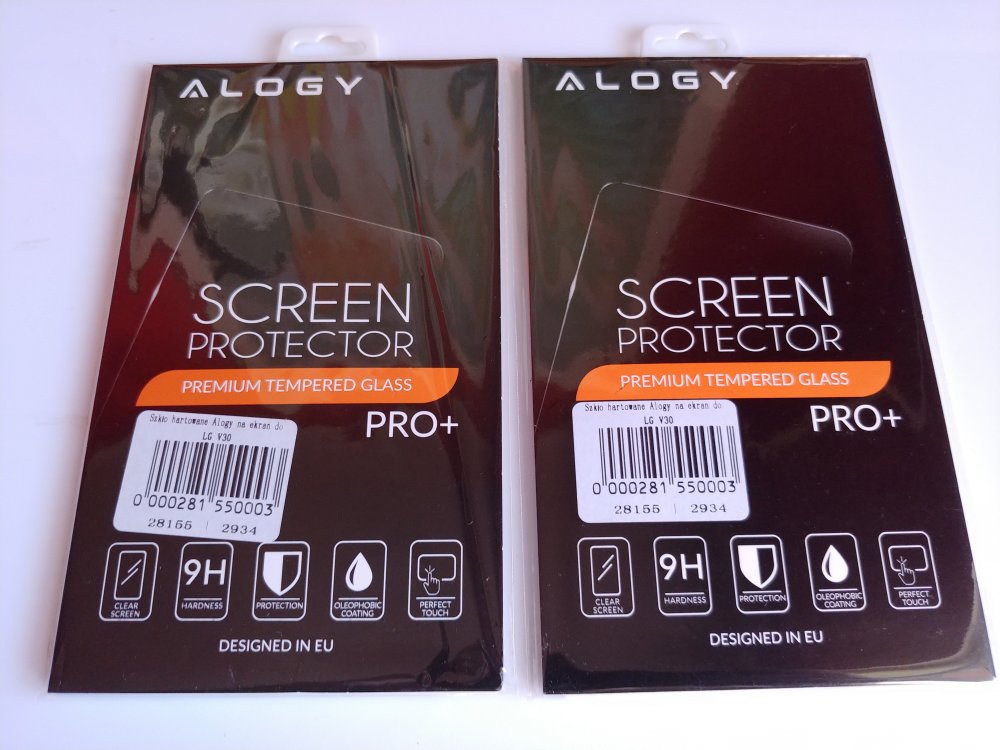 ALOGY
SCREEN
PROTECTOR
PREMIUM TEMPERED GLASS
PRO+
Szkło hartowane Alogy na ekran do
LG V30
0 000281 550003
28155 | 2934
CLEAR SCREEN
9H HARDNESS
PROTECTION
OLEOPHOBIC COATING
PERFECT TOUCH
DESIGNED IN EU
ALOGY
SCREEN
PROTECTOR
PREMIUM TEMPERED GLASS
PRO+
Szkło hartowane Alogy na ekran do
LG V30
0 000281 550003
28155 | 2934
CLEAR SCREEN
9H HARDNESS
PROTECTION
OLEOPHOBIC COATING
PERFECT TOUCH
DESIGNED IN EU